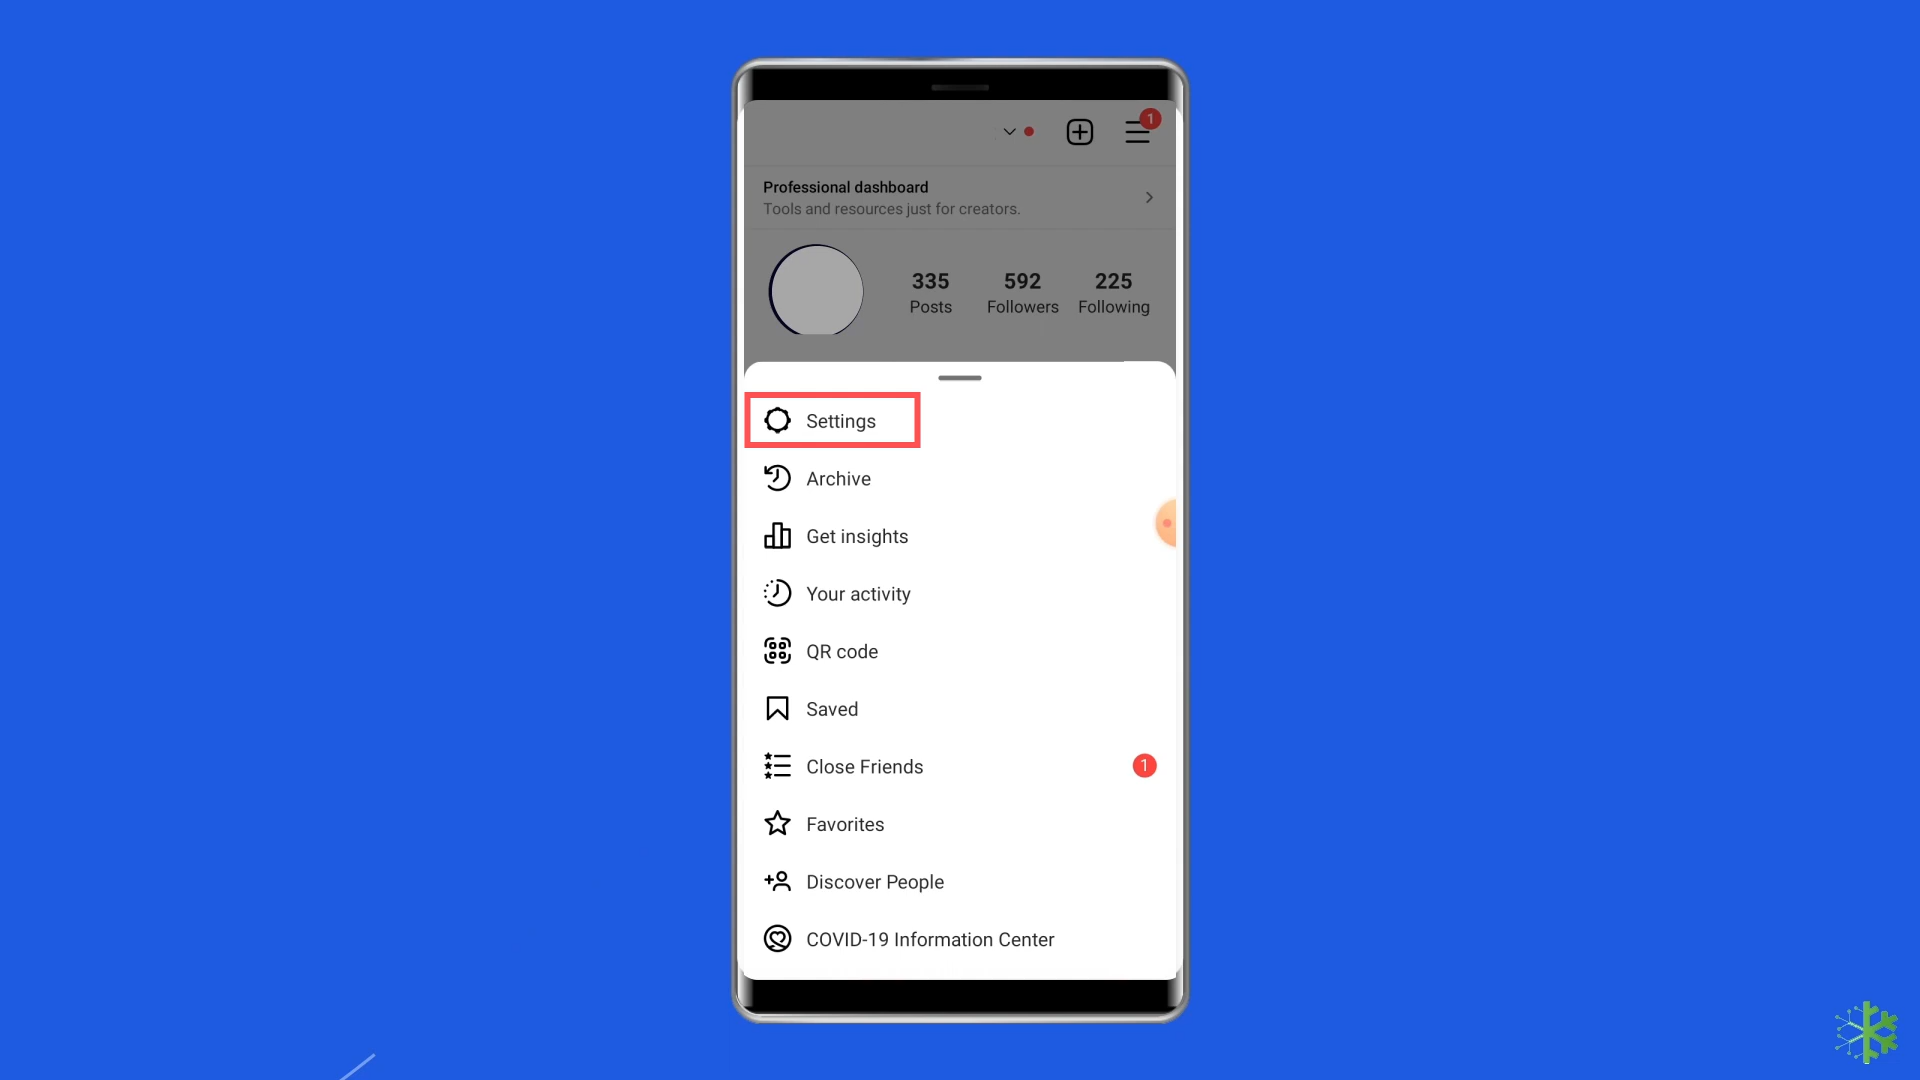 1
Professional dashboard
Tools and resources just for creators.
335 592 225
Posts Followers Following
Settings
Archive
Get insights
Your activity
QR code
Saved
Close Friends 1
Favorites
Discover People
COVID-19 Information Center